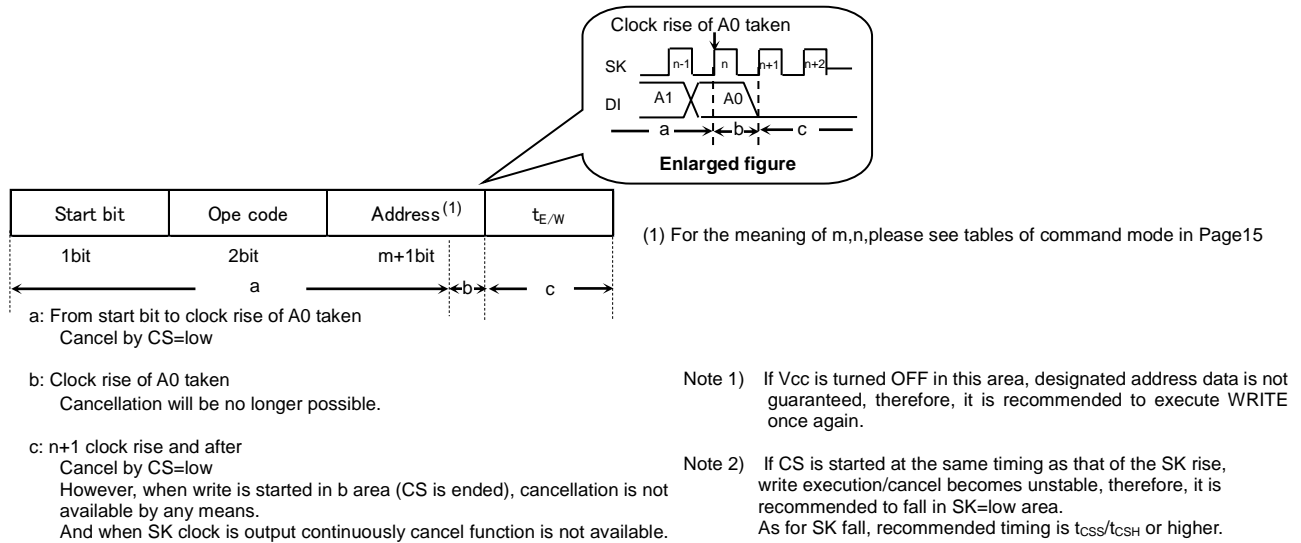 Clock rise of A0 taken
SK n-1 n n+1 n+2
DI A1 A0
a b c
Enlarged figure
Start bit Ope code Address(1) tE/W
1bit 2bit m+1bit
a b c
(1) For the meaning of m,n,please see tables of command mode in Page15
a: From start bit to clock rise of A0 taken
Cancel by CS=low
b: Clock rise of A0 taken
Cancellation will be no longer possible.
c: n+1 clock rise and after
Cancel by CS=low
However, when write is started in b area (CS is ended), cancellation is not
available by any means.
And when SK clock is output continuously cancel function is not available.
Note 1) If Vcc is turned OFF in this area, designated address data is not
guaranteed, therefore, it is recommended to execute WRITE
once again.
Note 2) If CS is started at the same timing as that of the SK rise,
write execution/cancel becomes unstable, therefore, it is
recommended to fall in SK=low area.
As for SK fall, recommended timing is tCSS/tCSH or higher.